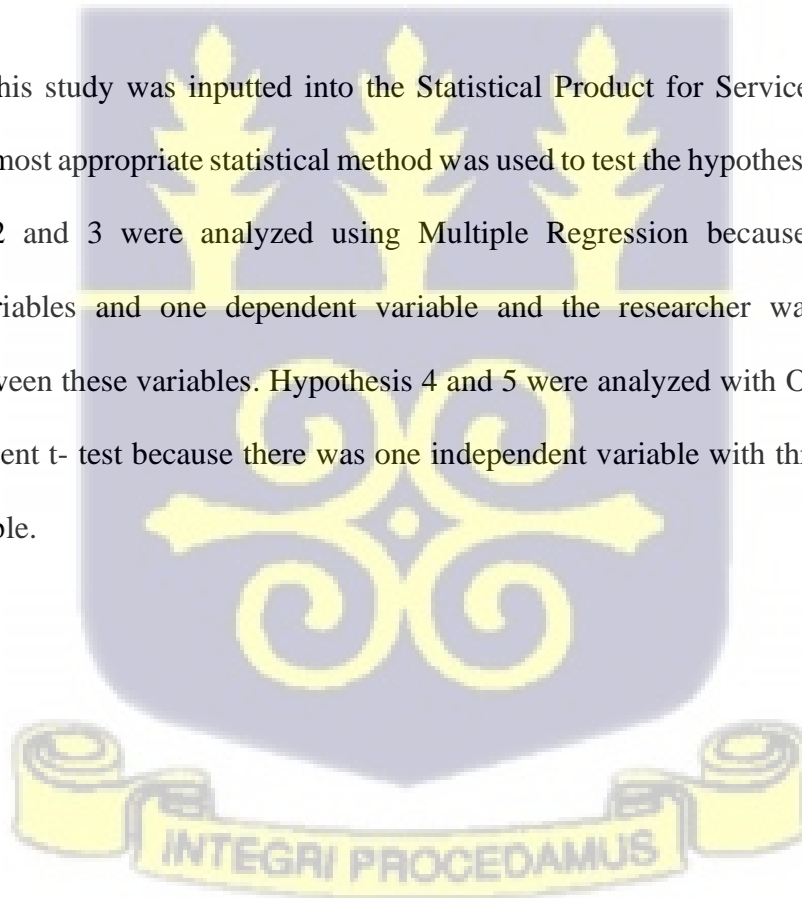 his study was inputted into the Statistical Product for Service
most appropriate statistical method was used to test the hypothes
2 and 3 were analyzed using Multiple Regression because
riables and one dependent variable and the researcher wa
ween these variables. Hypothesis 4 and 5 were analyzed with O
ent t- test because there was one independent variable with thr
ble.
INTEGRI PROCEDAMUS